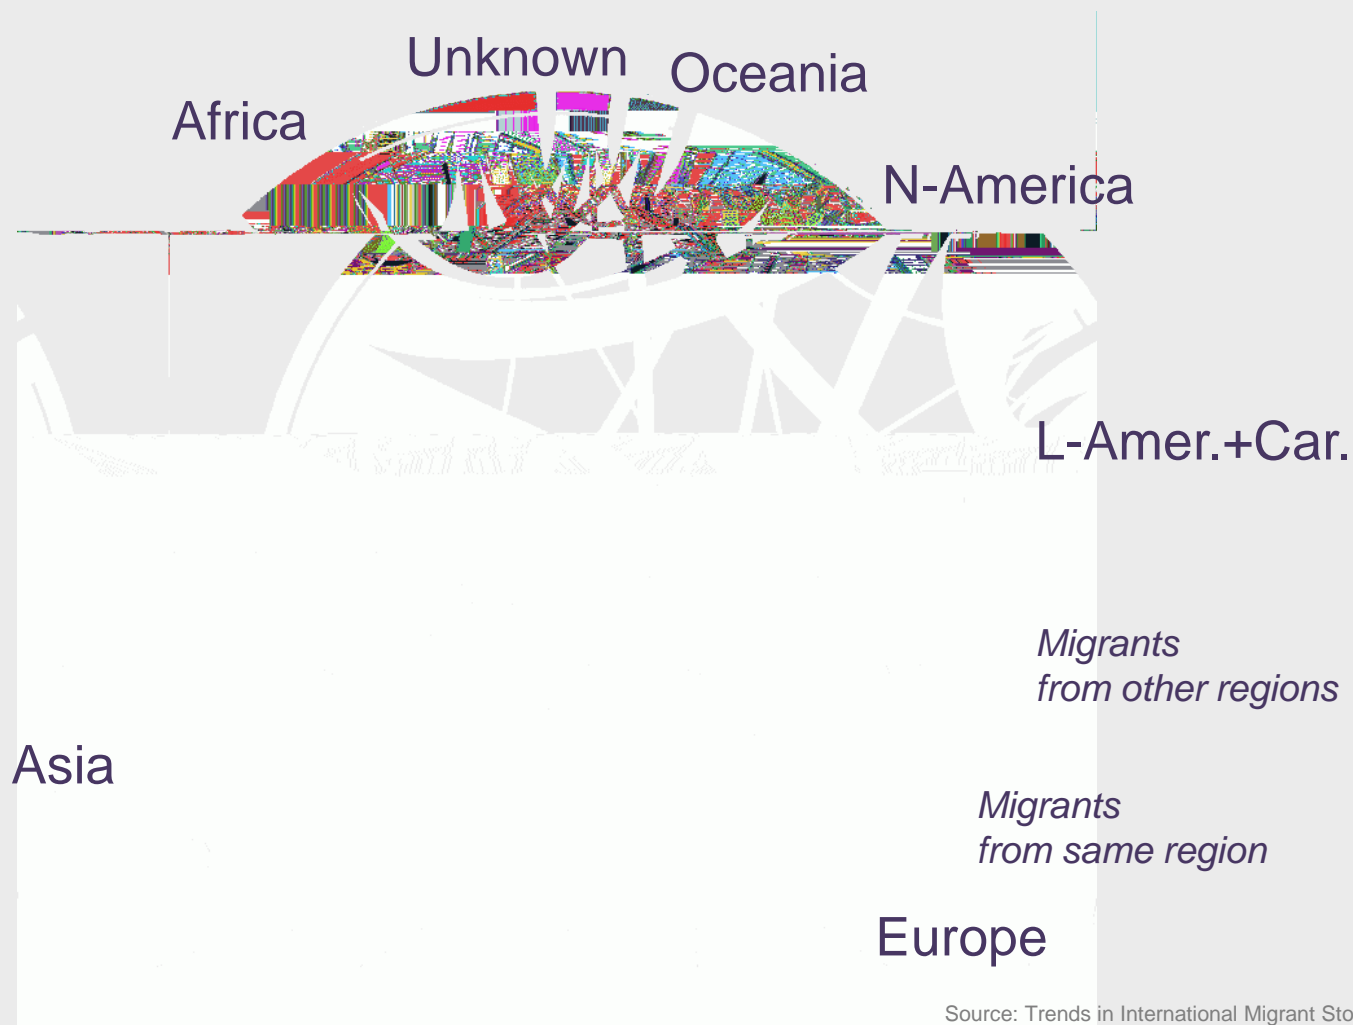 Unknown
Oceania
Africa
N-America
L-Amer.+Car.
Migrants
from other regions
Asia
Migrants
from same region
Europe
Source: Trends in International Migrant Sto